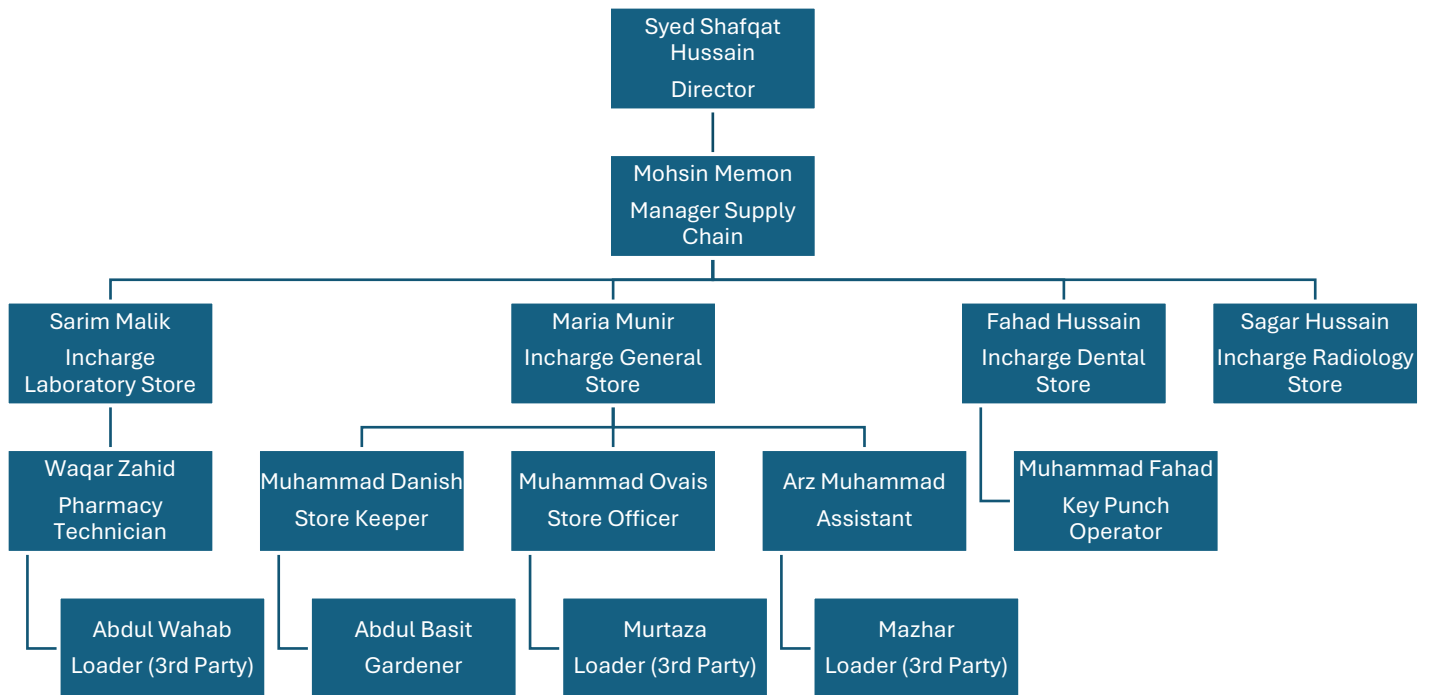 Syed Shafqat
Hussain
Director
Mohsin Memon
Manager Supply
Chain
Sarim Malik
Incharge
Laboratory Store
Maria Munir
Incharge General
Store
Fahad Hussain
Incharge Dental
Store
Sagar Hussain
Incharge Radiology
Store
Waqar Zahid
Pharmacy
Technician
Muhammad Danish
Store Keeper
Muhammad Ovais
Store Officer
Arz Muhammad
Assistant
Muhammad Fahad
Key Punch
Operator
Abdul Wahab
Loader (3rd Party)
Abdul Basit
Gardener
Murtaza
Loader (3rd Party)
Mazhar
Loader (3rd Party)